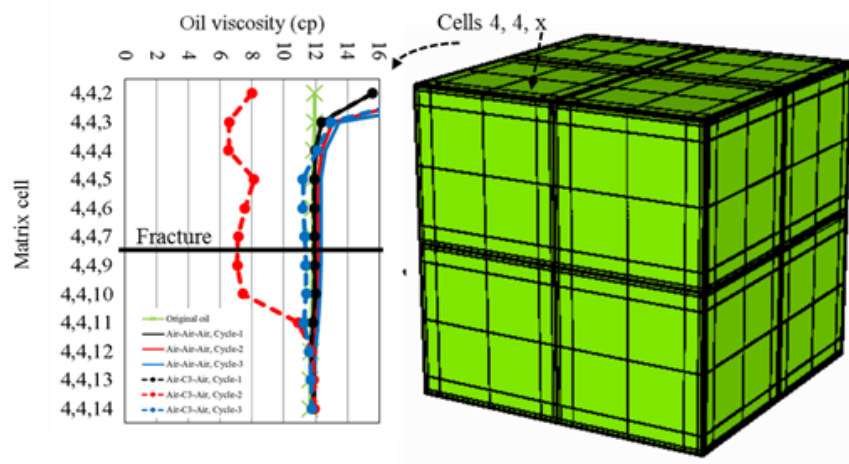 Oil viscosity (cp)
0 2 4 6 8 10 12 14 16
Cells 4, 4, x
Matrix cell
4,4,2
4,4,3
4,4,4
4,4,5
4,4,6
4,4,7
Fracture
4,4,9
4,4,10
4,4,11
4,4,12
4,4,13
4,4,14
Original oil
Air-Air-Air, Cycle-1
Air-Air-Air, Cycle-2
Air-Air-Air, Cycle-3
Air-C3-Air, Cycle-1
Air-C3-Air, Cycle-2
Air-C3-Air, Cycle-3